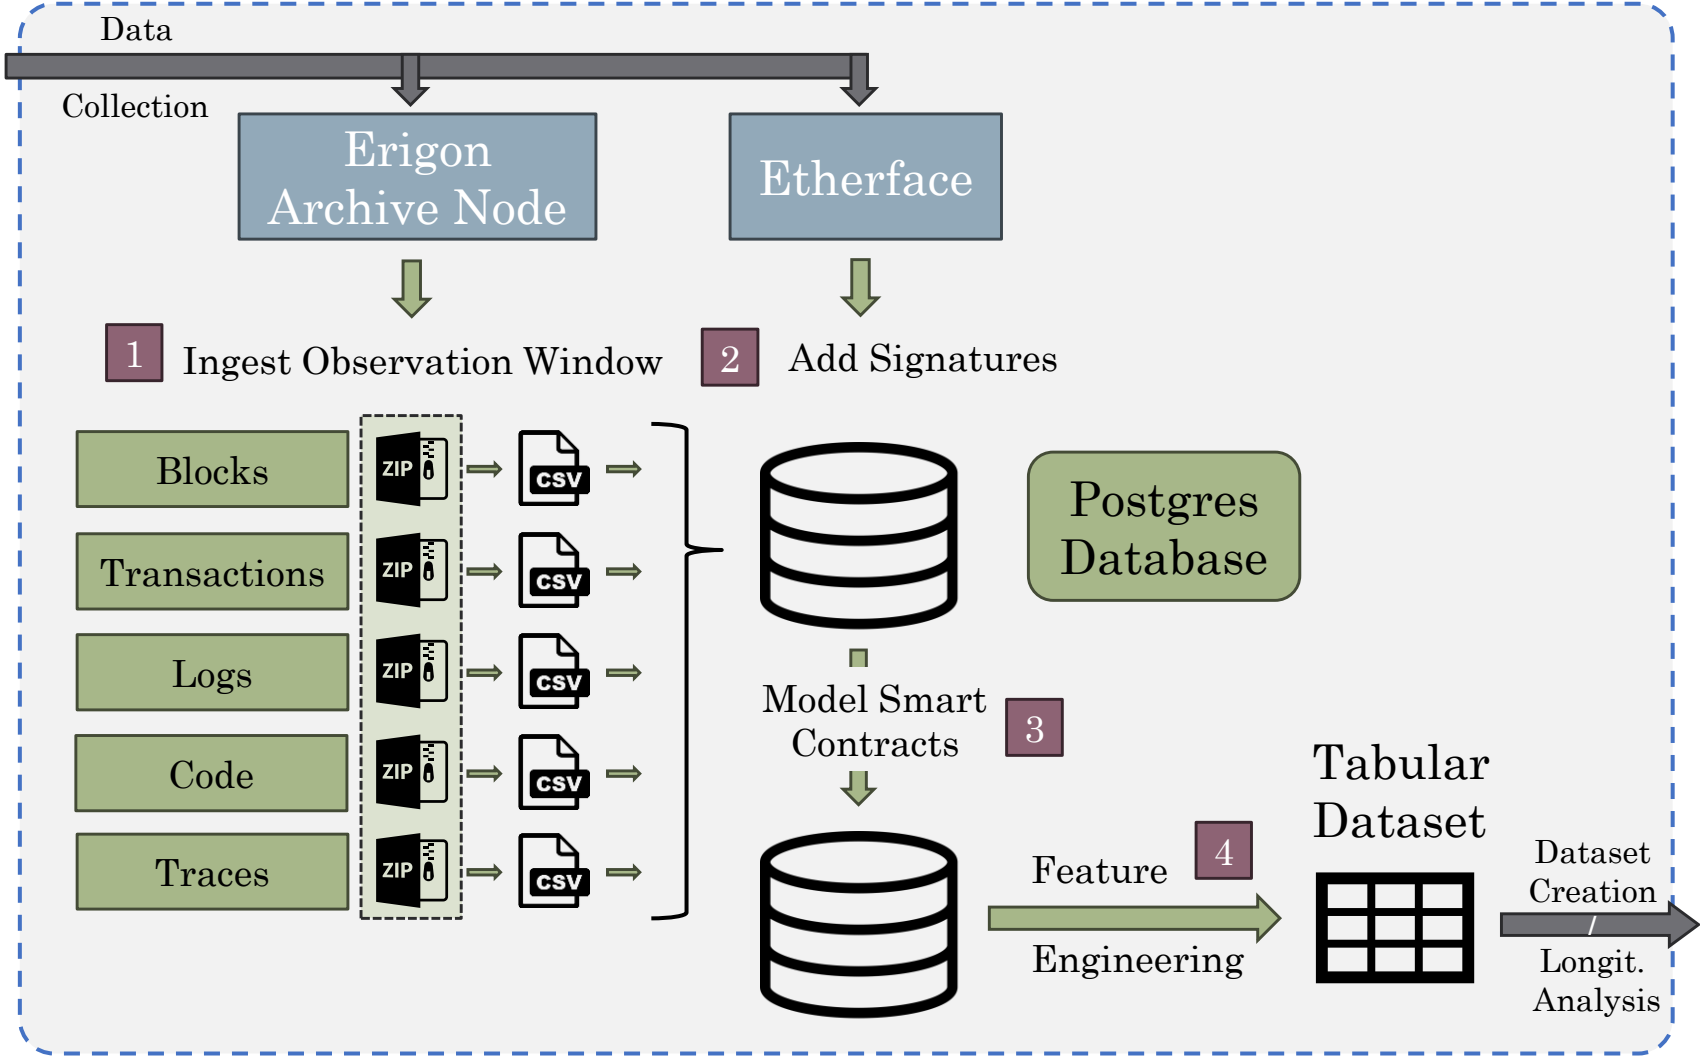 Data
Collection
Erigon
Archive Node
Etherface
1
Ingest Observation Window
2
Add Signatures
Blocks
ZIP
CSV
Transactions
ZIP
CSV
Logs
ZIP
CSV
Code
ZIP
CSV
Traces
ZIP
CSV
Postgres
Database
Model Smart
Contracts
3
Feature
Engineering
4
Tabular
Dataset
Dataset
Creation
/
Longit.
Analysis